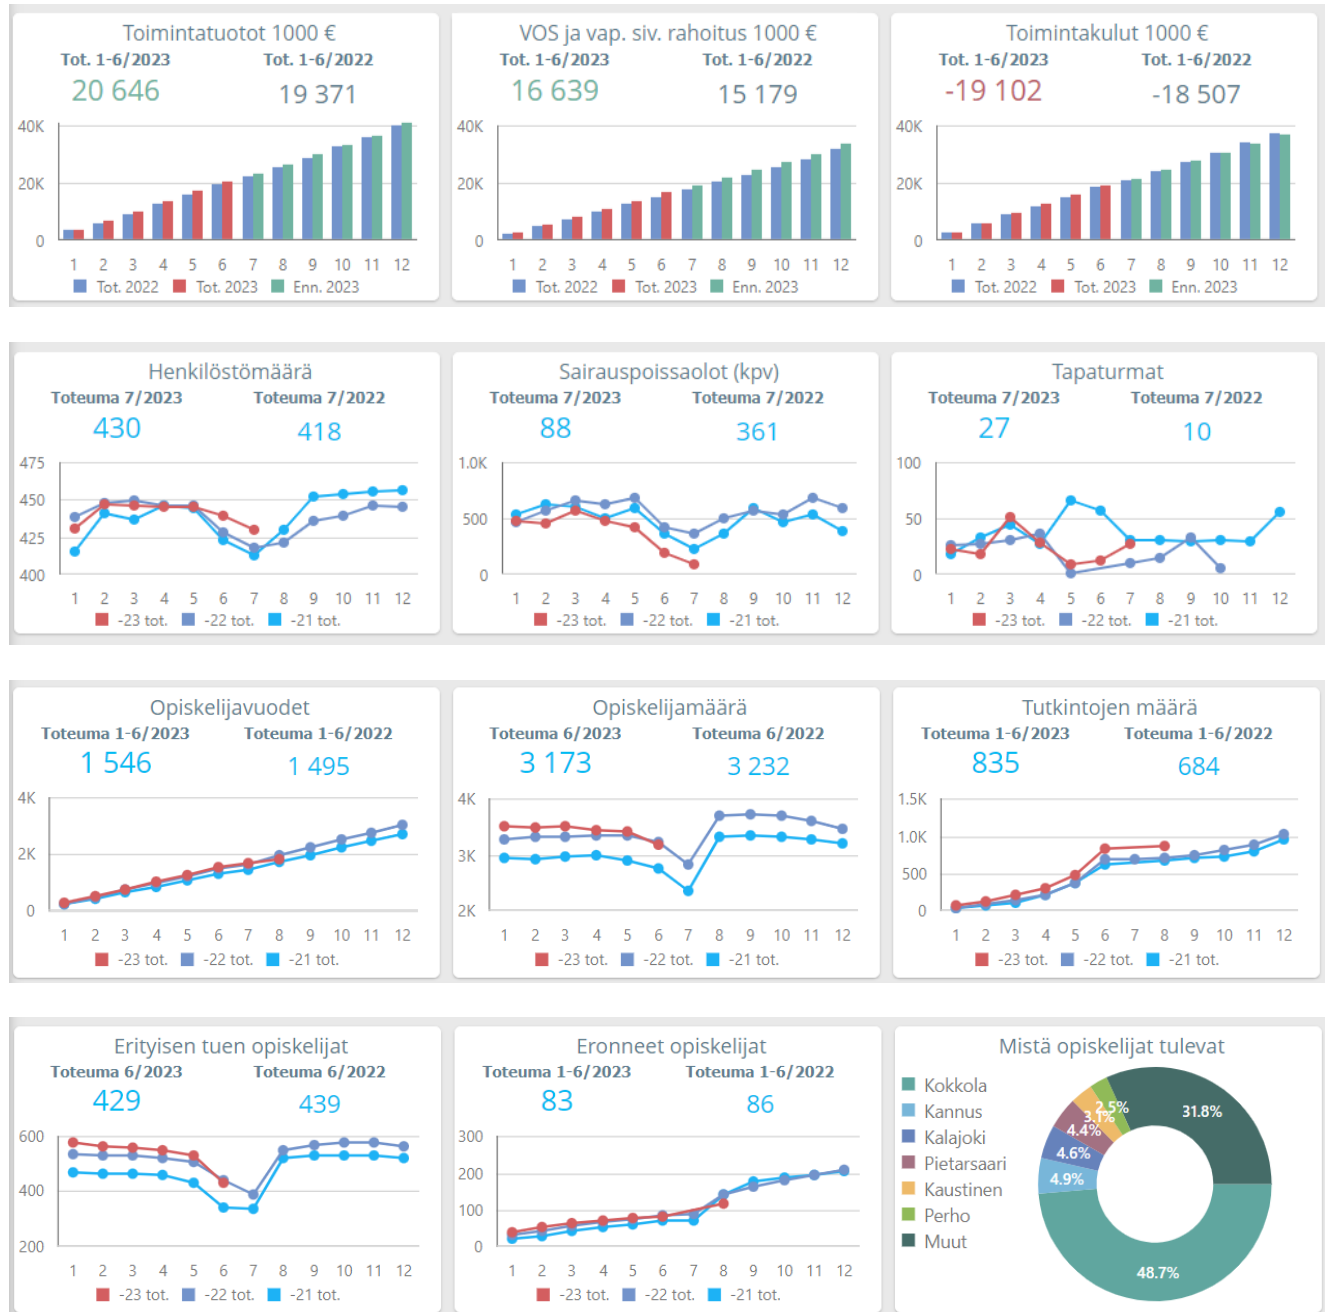 Toimintatuotot 1000 €
Tot. 1-6/2023 Tot. 1-6/2022
20 646 19 371
40K
20K
0
1 2 3 4 5 6 7 8 9 10 11 12
Tot. 2022 Tot. 2023 Enn. 2023
VOS ja vap. siv. rahoitus 1000 €
Tot. 1-6/2023 Tot. 1-6/2022
16 639 15 179
40K
20K
0
1 2 3 4 5 6 7 8 9 10 11 12
Tot. 2022 Tot. 2023 Enn. 2023
Toimintakulut 1000 €
Tot. 1-6/2023 Tot. 1-6/2022
-19 102 -18 507
40K
20K
0
1 2 3 4 5 6 7 8 9 10 11 12
Tot. 2022 Tot. 2023 Enn. 2023
Henkilöstömäärä
Toteuma 7/2023 Toteuma 7/2022
430 418
475
450
425
400
1 2 3 4 5 6 7 8 9 10 11 12
-23 tot. -22 tot. -21 tot.
Sairauspoissaolot (kpv)
Toteuma 7/2023 Toteuma 7/2022
88 361
1.0K
500
0
1 2 3 4 5 6 7 8 9 10 11 12
-23 tot. -22 tot. -21 tot.
Tapaturmat
Toteuma 7/2023 Toteuma 7/2022
27 10
100
50
0
1 2 3 4 5 6 7 8 9 10 11 12
-23 tot. -22 tot. -21 tot.
Opiskelijavuodet
Toteuma 1-6/2023 Toteuma 1-6/2022
1 546 1 495
4K
2K
0
1 2 3 4 5 6 7 8 9 10 11 12
-23 tot. -22 tot. -21 tot.
Opiskelijamäärä
Toteuma 6/2023 Toteuma 6/2022
3 173 3 232
4K
3K
2K
1 2 3 4 5 6 7 8 9 10 11 12
-23 tot. -22 tot. -21 tot.
Tutkintojen määrä
Toteuma 1-6/2023 Toteuma 1-6/2022
835 684
1.5K
1.0K
500
0
1 2 3 4 5 6 7 8 9 10 11 12
-23 tot. -22 tot. -21 tot.
Erityisen tuen opiskelijat
Toteuma 6/2023 Toteuma 6/2022
429 439
600
400
200
1 2 3 4 5 6 7 8 9 10 11 12
-23 tot. -22 tot. -21 tot.
Eronneet opiskelijat
Toteuma 1-6/2023 Toteuma 1-6/2022
83 86
300
200
100
0
1 2 3 4 5 6 7 8 9 10 11 12
-23 tot. -22 tot. -21 tot.
Mistä opiskelijat tulevat
Kokkola
Kannus
Kalajoki
Pietarsaari
Kaustinen
Perho
Muut
2.5%
31.8%
3.1%
4.4%
4.6%
4.9%
48.7%